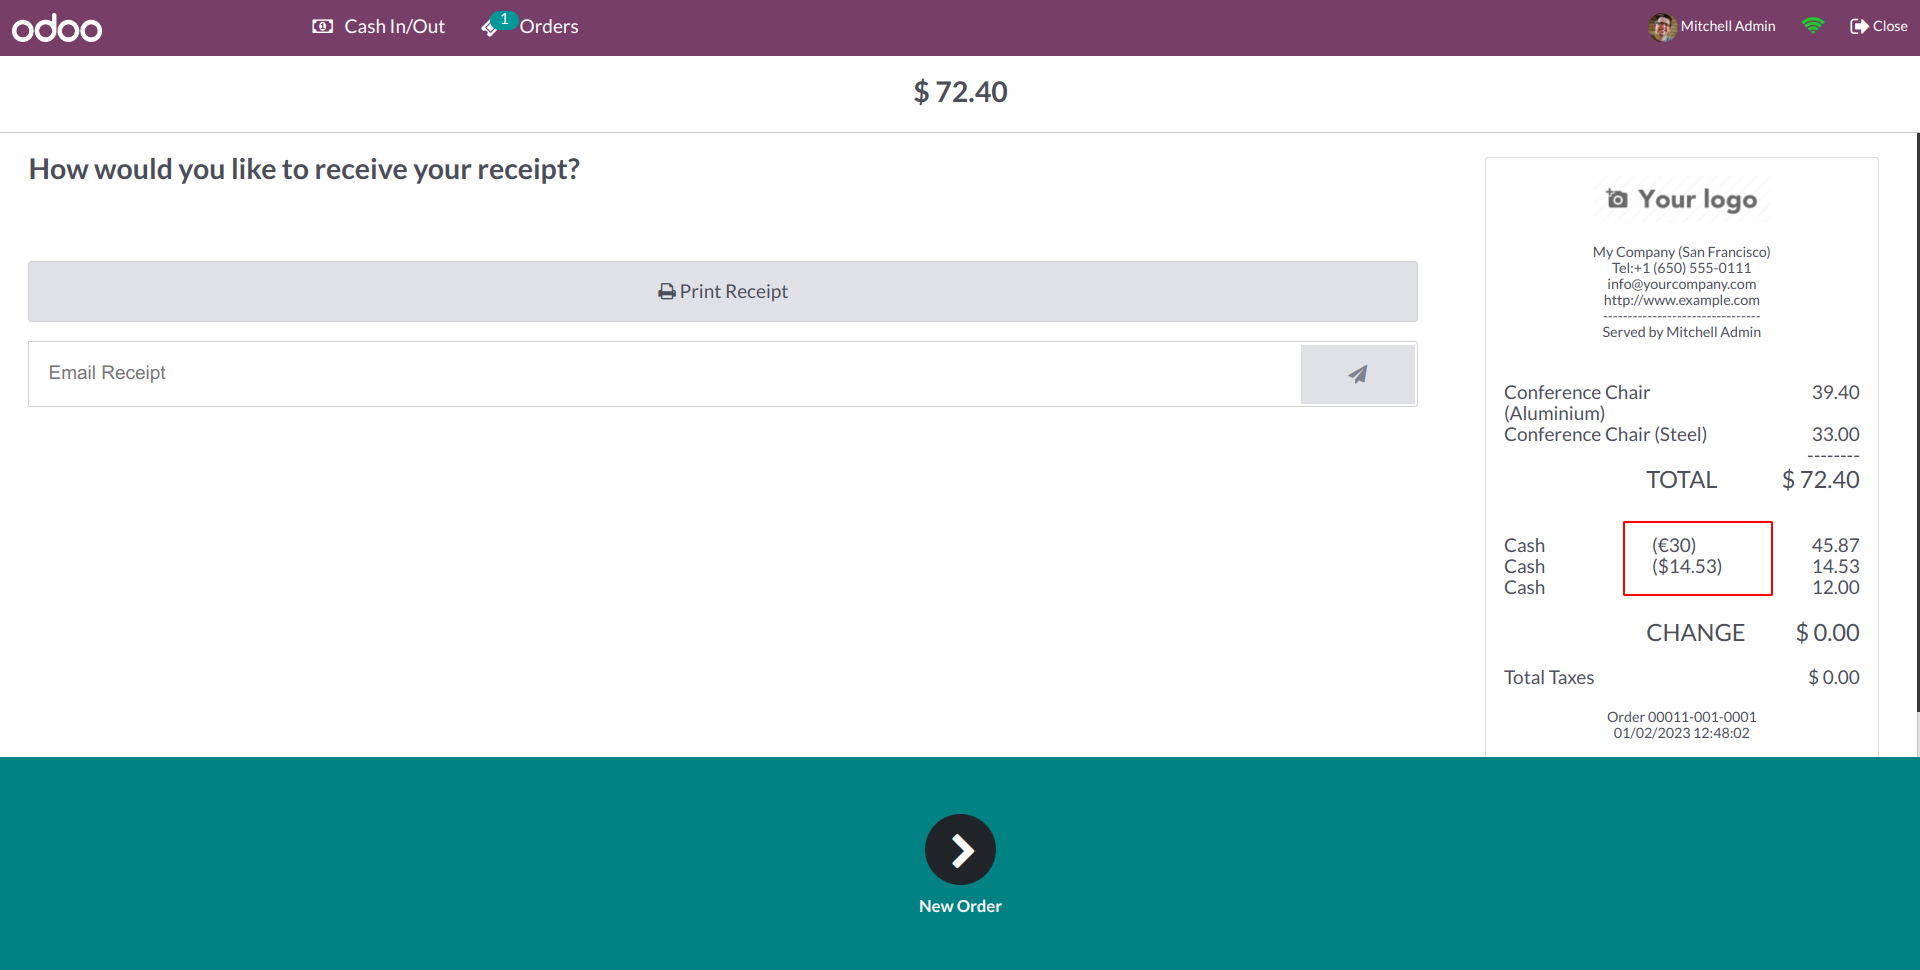 odoo
Cash In/Out
1 Orders
Mitchell Admin
Close
$ 72.40
How would you like to receive your receipt?
Print Receipt
Email Receipt
Your logo
My Company (San Francisco)
Tel:+1 (650) 555-0111
info@yourcompany.com
http://www.example.com
--------------------------------
Served by Mitchell Admin
Conference Chair 39.40
(Aluminium)
Conference Chair (Steel) 33.00
--------
TOTAL $ 72.40
Cash (€30) 45.87
Cash ($14.53) 14.53
Cash 12.00
CHANGE $ 0.00
Total Taxes $ 0.00
Order 00011-001-0001
01/02/2023 12:48:02
New Order